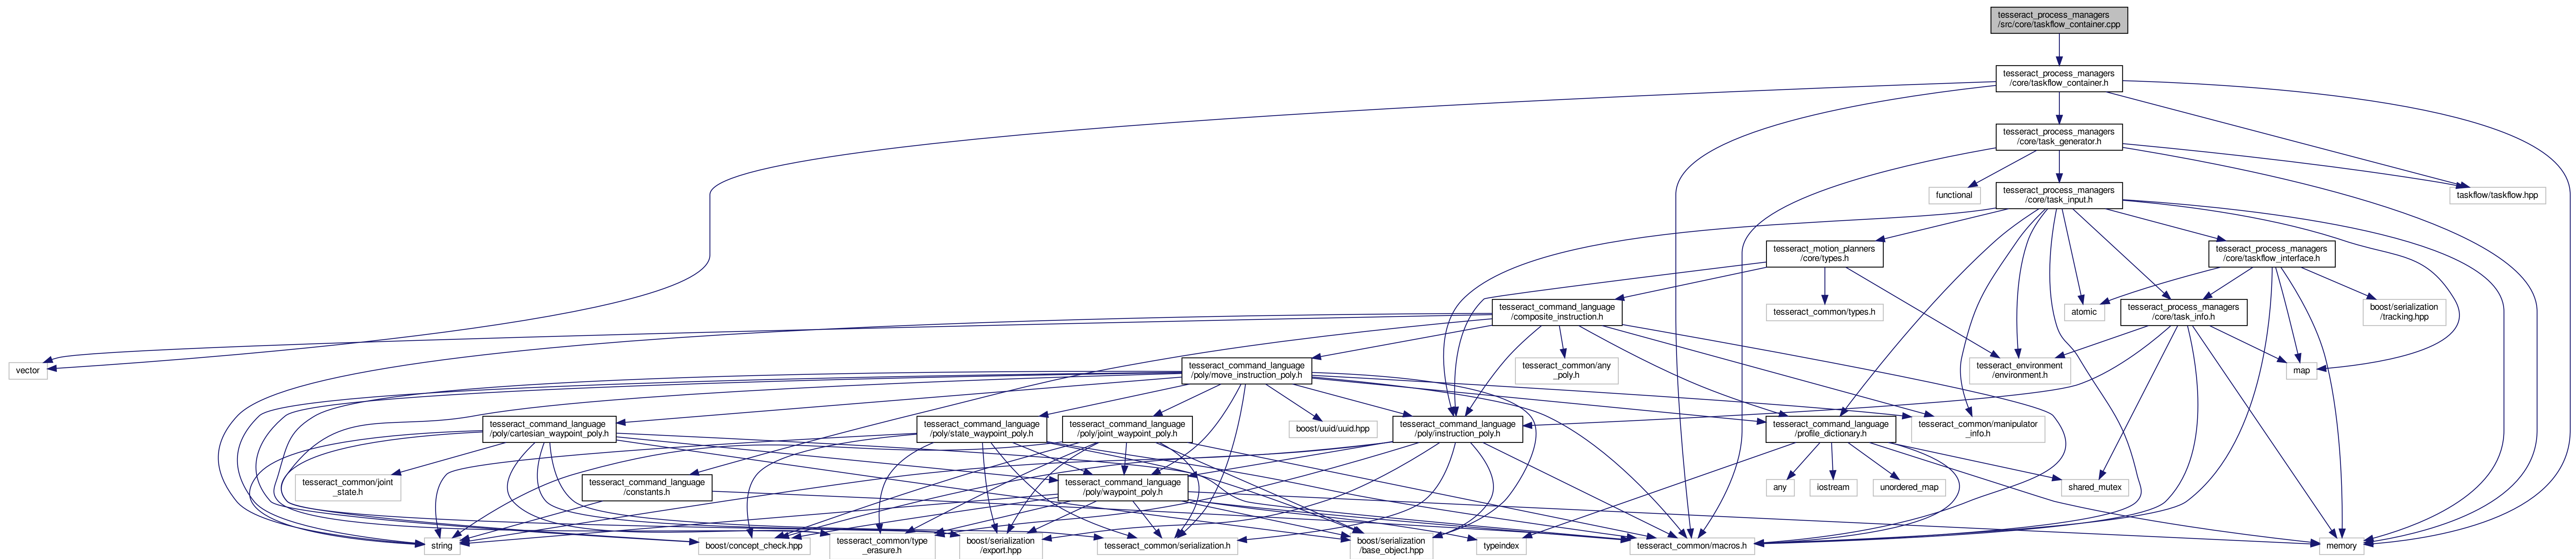 tesseract_process_managers
/src/core/taskflow_container.cpp
tesseract_process_managers
/core/taskflow_container.h
tesseract_process_managers
/core/task_generator.h
functional
tesseract_process_managers
/core/task_input.h
taskflow/taskflow.hpp
tesseract_motion_planners
/core/types.h
tesseract_process_managers
/core/taskflow_interface.h
tesseract_command_language
/composite_instruction.h
tesseract_common/types.h
atomic
tesseract_process_managers
/core/task_info.h
boost/serialization
/tracking.hpp
vector
tesseract_command_language
/poly/move_instruction_poly.h
tesseract_common/any
_poly.h
tesseract_environment
/environment.h
map
tesseract_command_language
/poly/cartesian_waypoint_poly.h
tesseract_command_language
/poly/state_waypoint_poly.h
tesseract_command_language
/poly/joint_waypoint_poly.h
boost/uuid/uuid.hpp
tesseract_command_language
/poly/instruction_poly.h
tesseract_command_language
/profile_dictionary.h
tesseract_common/manipulator
_info.h
tesseract_common/joint
_state.h
tesseract_command_language
/constants.h
tesseract_command_language
/poly/waypoint_poly.h
any
iostream
unordered_map
shared_mutex
string
boost/concept_check.hpp
tesseract_common/type
_erasure.h
boost/serialization
/export.hpp
tesseract_common/serialization.h
boost/serialization
/base_object.hpp
typeindex
tesseract_common/macros.h
memory